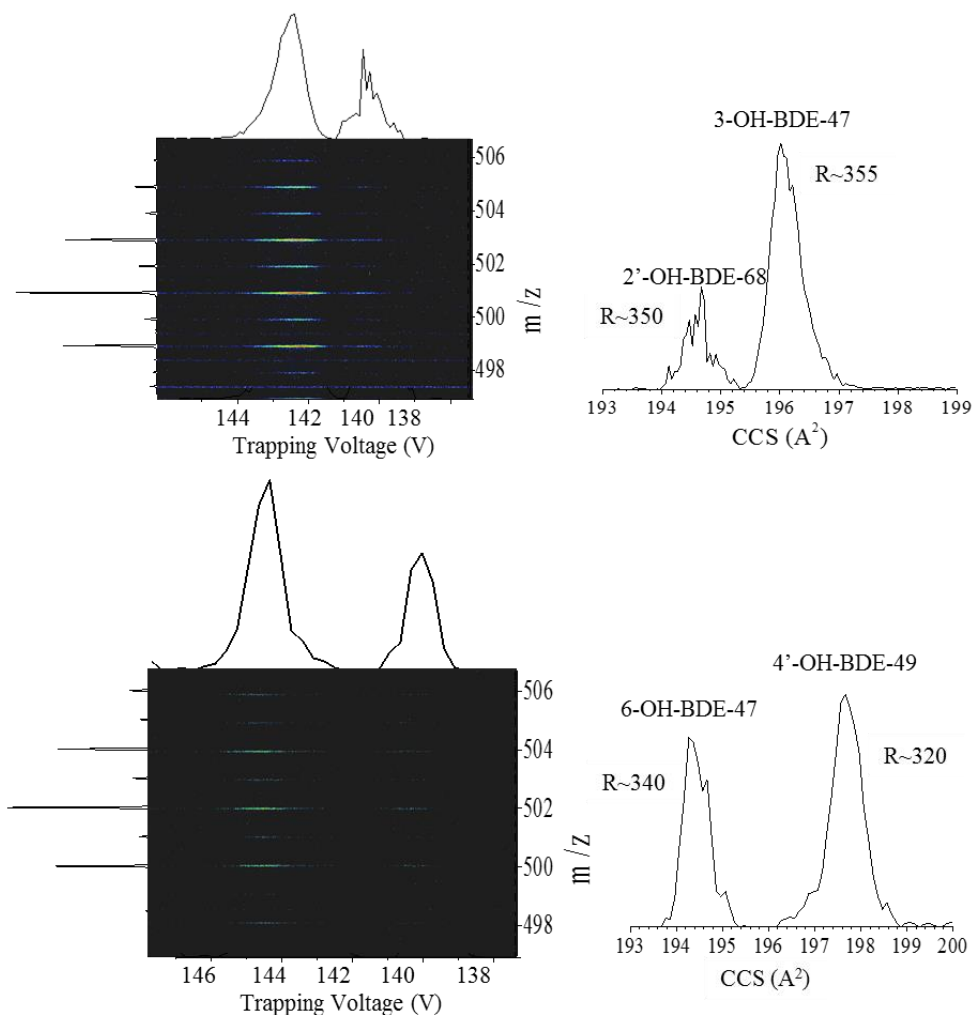 506
504
502
500
498
m/z
144 142 140 138
Trapping Voltage (V)
3-OH-BDE-47
R~355
2'-OH-BDE-68
R~350
193 194 195 196 197 198 199
CCS (A²)
506
504
502
500
498
m/z
146 144 142 140 138
Trapping Voltage (V)
4'-OH-BDE-49
6-OH-BDE-47
R~320
R~340
193 194 195 196 197 198 199 200
CCS (A²)